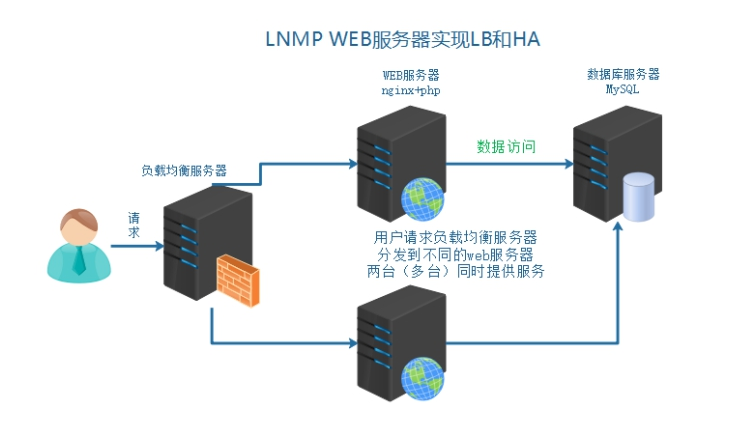 LNMP WEB服务器实现LB和HA
WEB服务器
nginx+php
数据库服务器
MySQL
数据访问
负载均衡服务器
请
求
用户请求负载均衡服务器
分发到不同的web服务器
两台（多台）同时提供服务